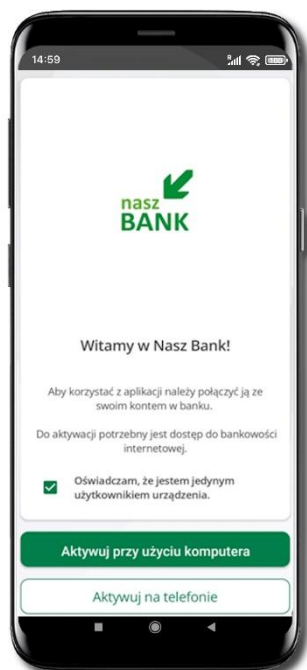 14:59
nasz
BANK
Witamy w Nasz Bank!
Aby korzystać z aplikacji należy połączyć ją ze
swoim kontem w banku.
Do aktywacji potrzebny jest dostęp do bankowości
internetowej.
Oświadczam, że jestem jedynym
użytkownikiem urządzenia.
Aktywuj przy użyciu komputera
Aktywuj na telefonie